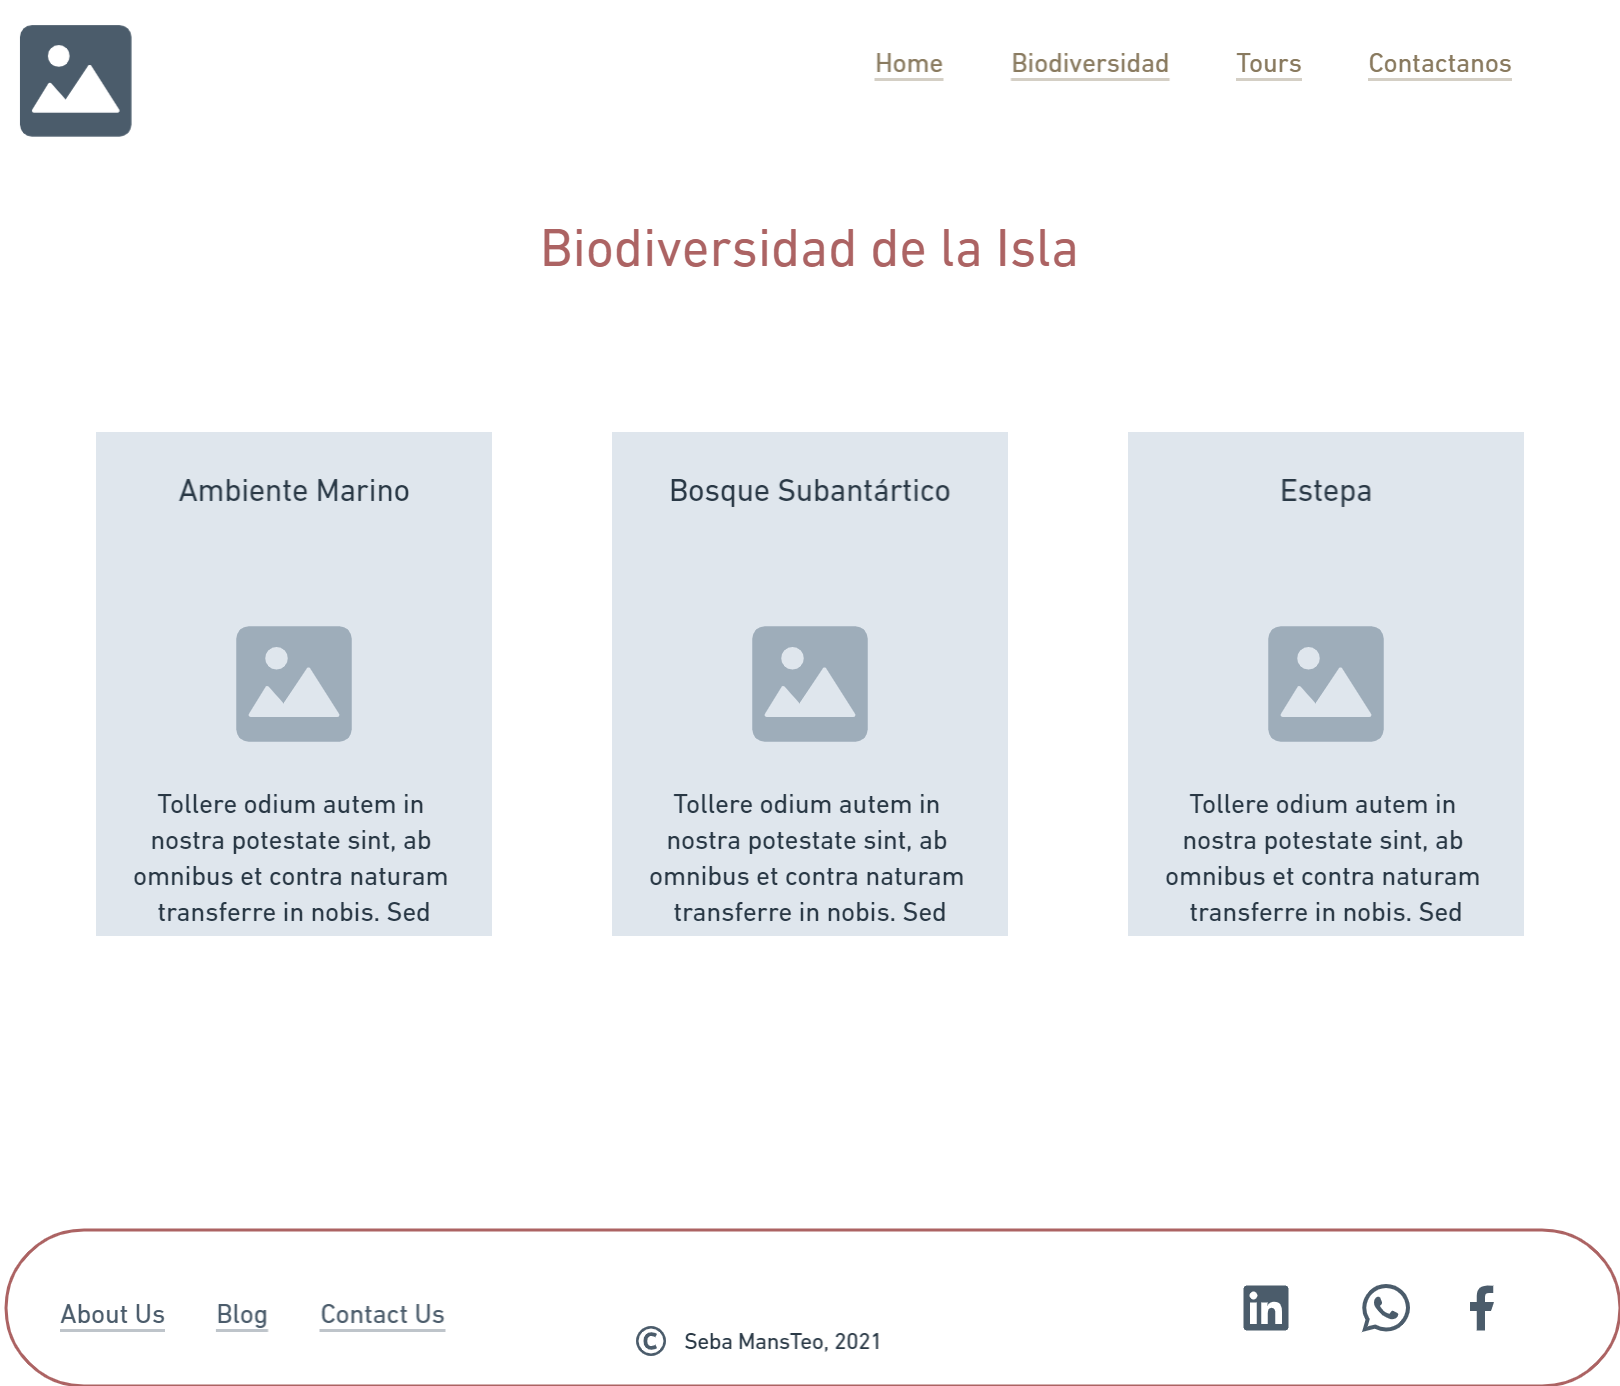 Home Biodiversidad Tours Contactanos
Biodiversidad de la Isla
Ambiente Marino
Tollere odium autem in
nostra potestate sint, ab
omnibus et contra naturam
transferre in nobis. Sed
Bosque Subantártico
Tollere odium autem in
nostra potestate sint, ab
omnibus et contra naturam
transferre in nobis. Sed
Estepa
Tollere odium autem in
nostra potestate sint, ab
omnibus et contra naturam
transferre in nobis. Sed
About Us Blog Contact Us
© Seba MansTeo, 2021
in